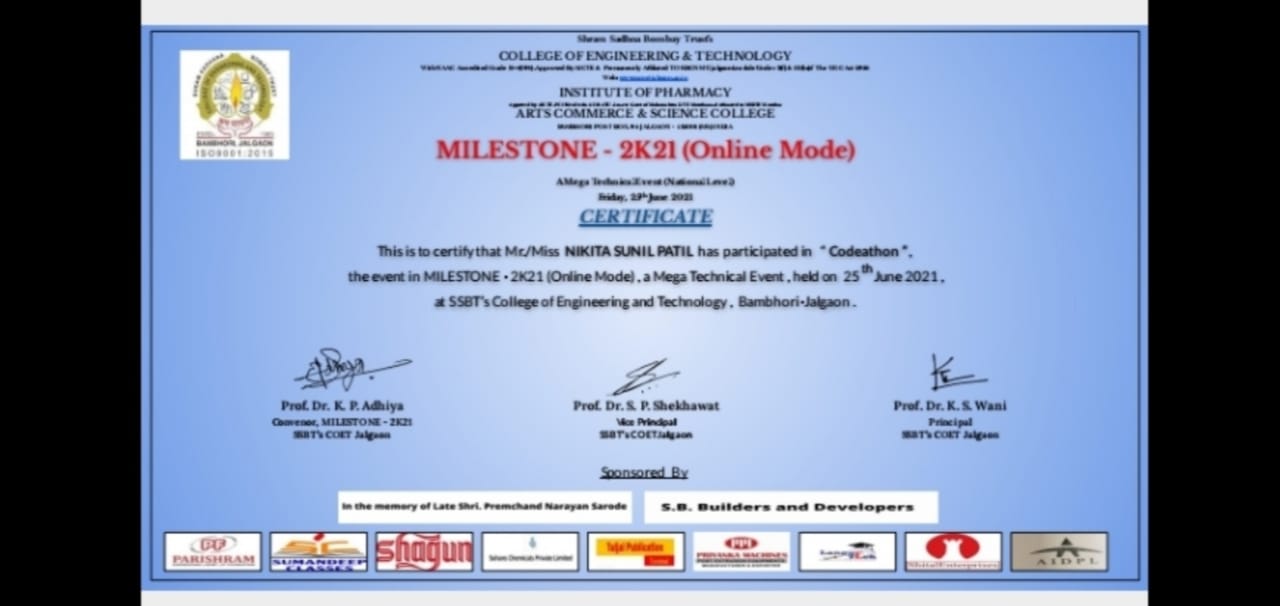 Shram Sadhna Bombay Trust's
COLLEGE OF ENGINEERING & TECHNOLOGY
INSTITUTE OF PHARMACY
ARTS COMMERCE & SCIENCE COLLEGE
BAMBHORI, JALGAON
ISO9001:2015
MILESTONE - 2K21 (Online Mode)
A Mega Technical Event (National Level)
Friday, 25th June 2021
CERTIFICATE
This is to certify that Mr./Miss NIKITA SUNIL PATIL has participated in “ Codeathon ”,
the event in MILESTONE - 2K21 (Online Mode) , a Mega Technical Event , held on 25th June 2021 ,
at SSBT's College of Engineering and Technology , Bambhori-Jalgaon .
Prof. Dr. K. P. Adhiya
Convenor, MILESTONE - 2K21
SSBT's COET Jalgaon
Prof. Dr. S. P. Shekhawat
Vice Principal
SSBT's COET Jalgaon
Prof. Dr. K. S. Wani
Principal
SSBT's COET Jalgaon
Sponsored By
In the memory of Late Shri. Premchand Narayan Sarode
S.B. Builders and Developers
PARISHRAM
SC
SUMANDEEP
CLASSES
Shagun
Chemicals Private Limited
Publication
PRIYANKA MACHINES
Shital Enterprises
AIDPL